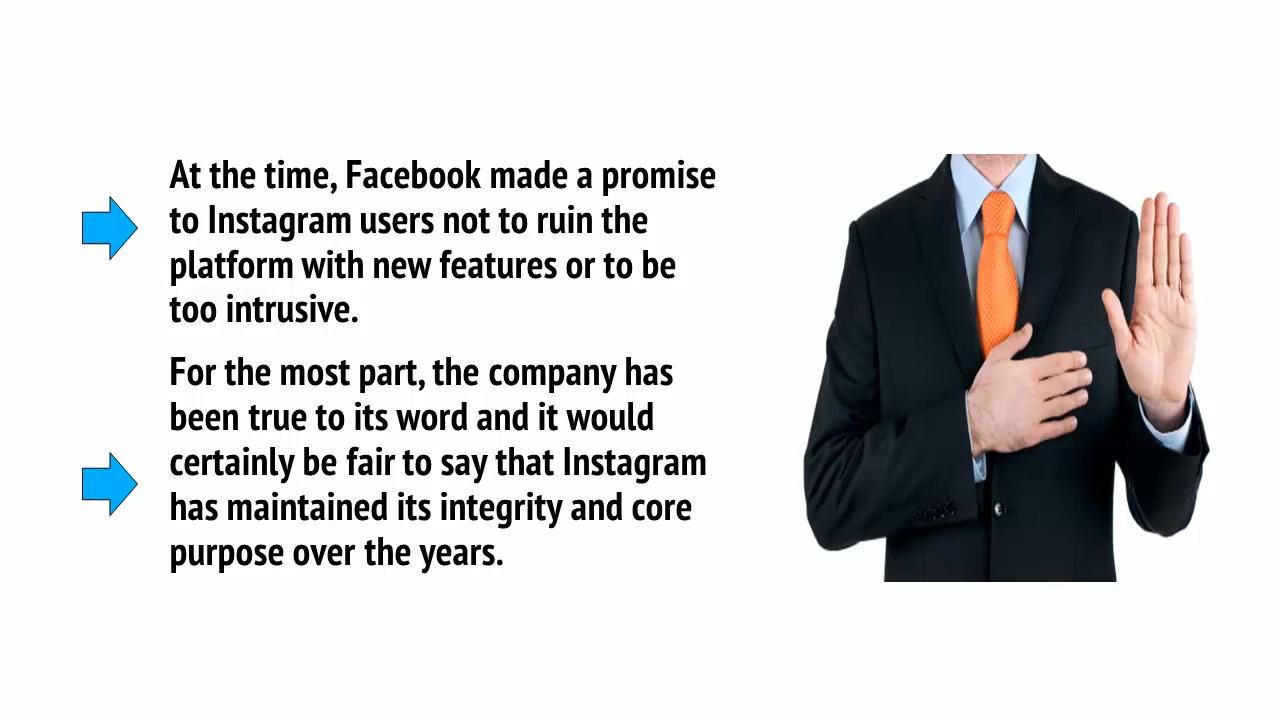 At the time, Facebook made a promise
to Instagram users not to ruin the
platform with new features or to be
too intrusive.
For the most part, the company has
been true to its word and it would
certainly be fair to say that Instagram
has maintained its integrity and core
purpose over the years.